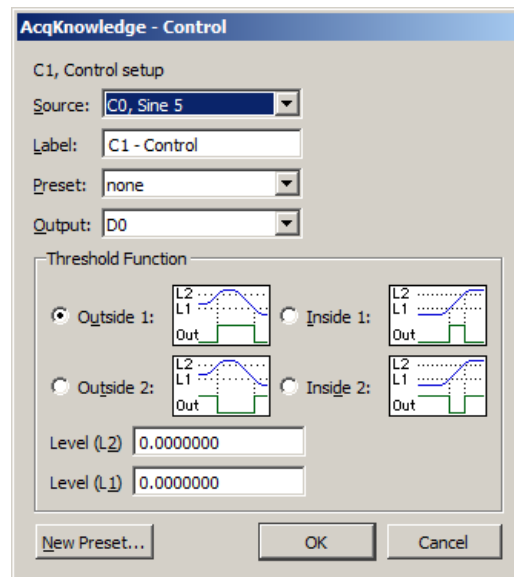 AcqKnowledge - Control
C1, Control setup
Source: C0, Sine 5
Label: C1 - Control
Preset: none
Output: D0
Threshold Function
Outside 1: L2 L1 Out Inside 1: L2 L1 Out
Outside 2: L2 L1 Out Inside 2: L2 L1 Out
Level (L2) 0.0000000
Level (L1) 0.0000000
New Preset... OK Cancel